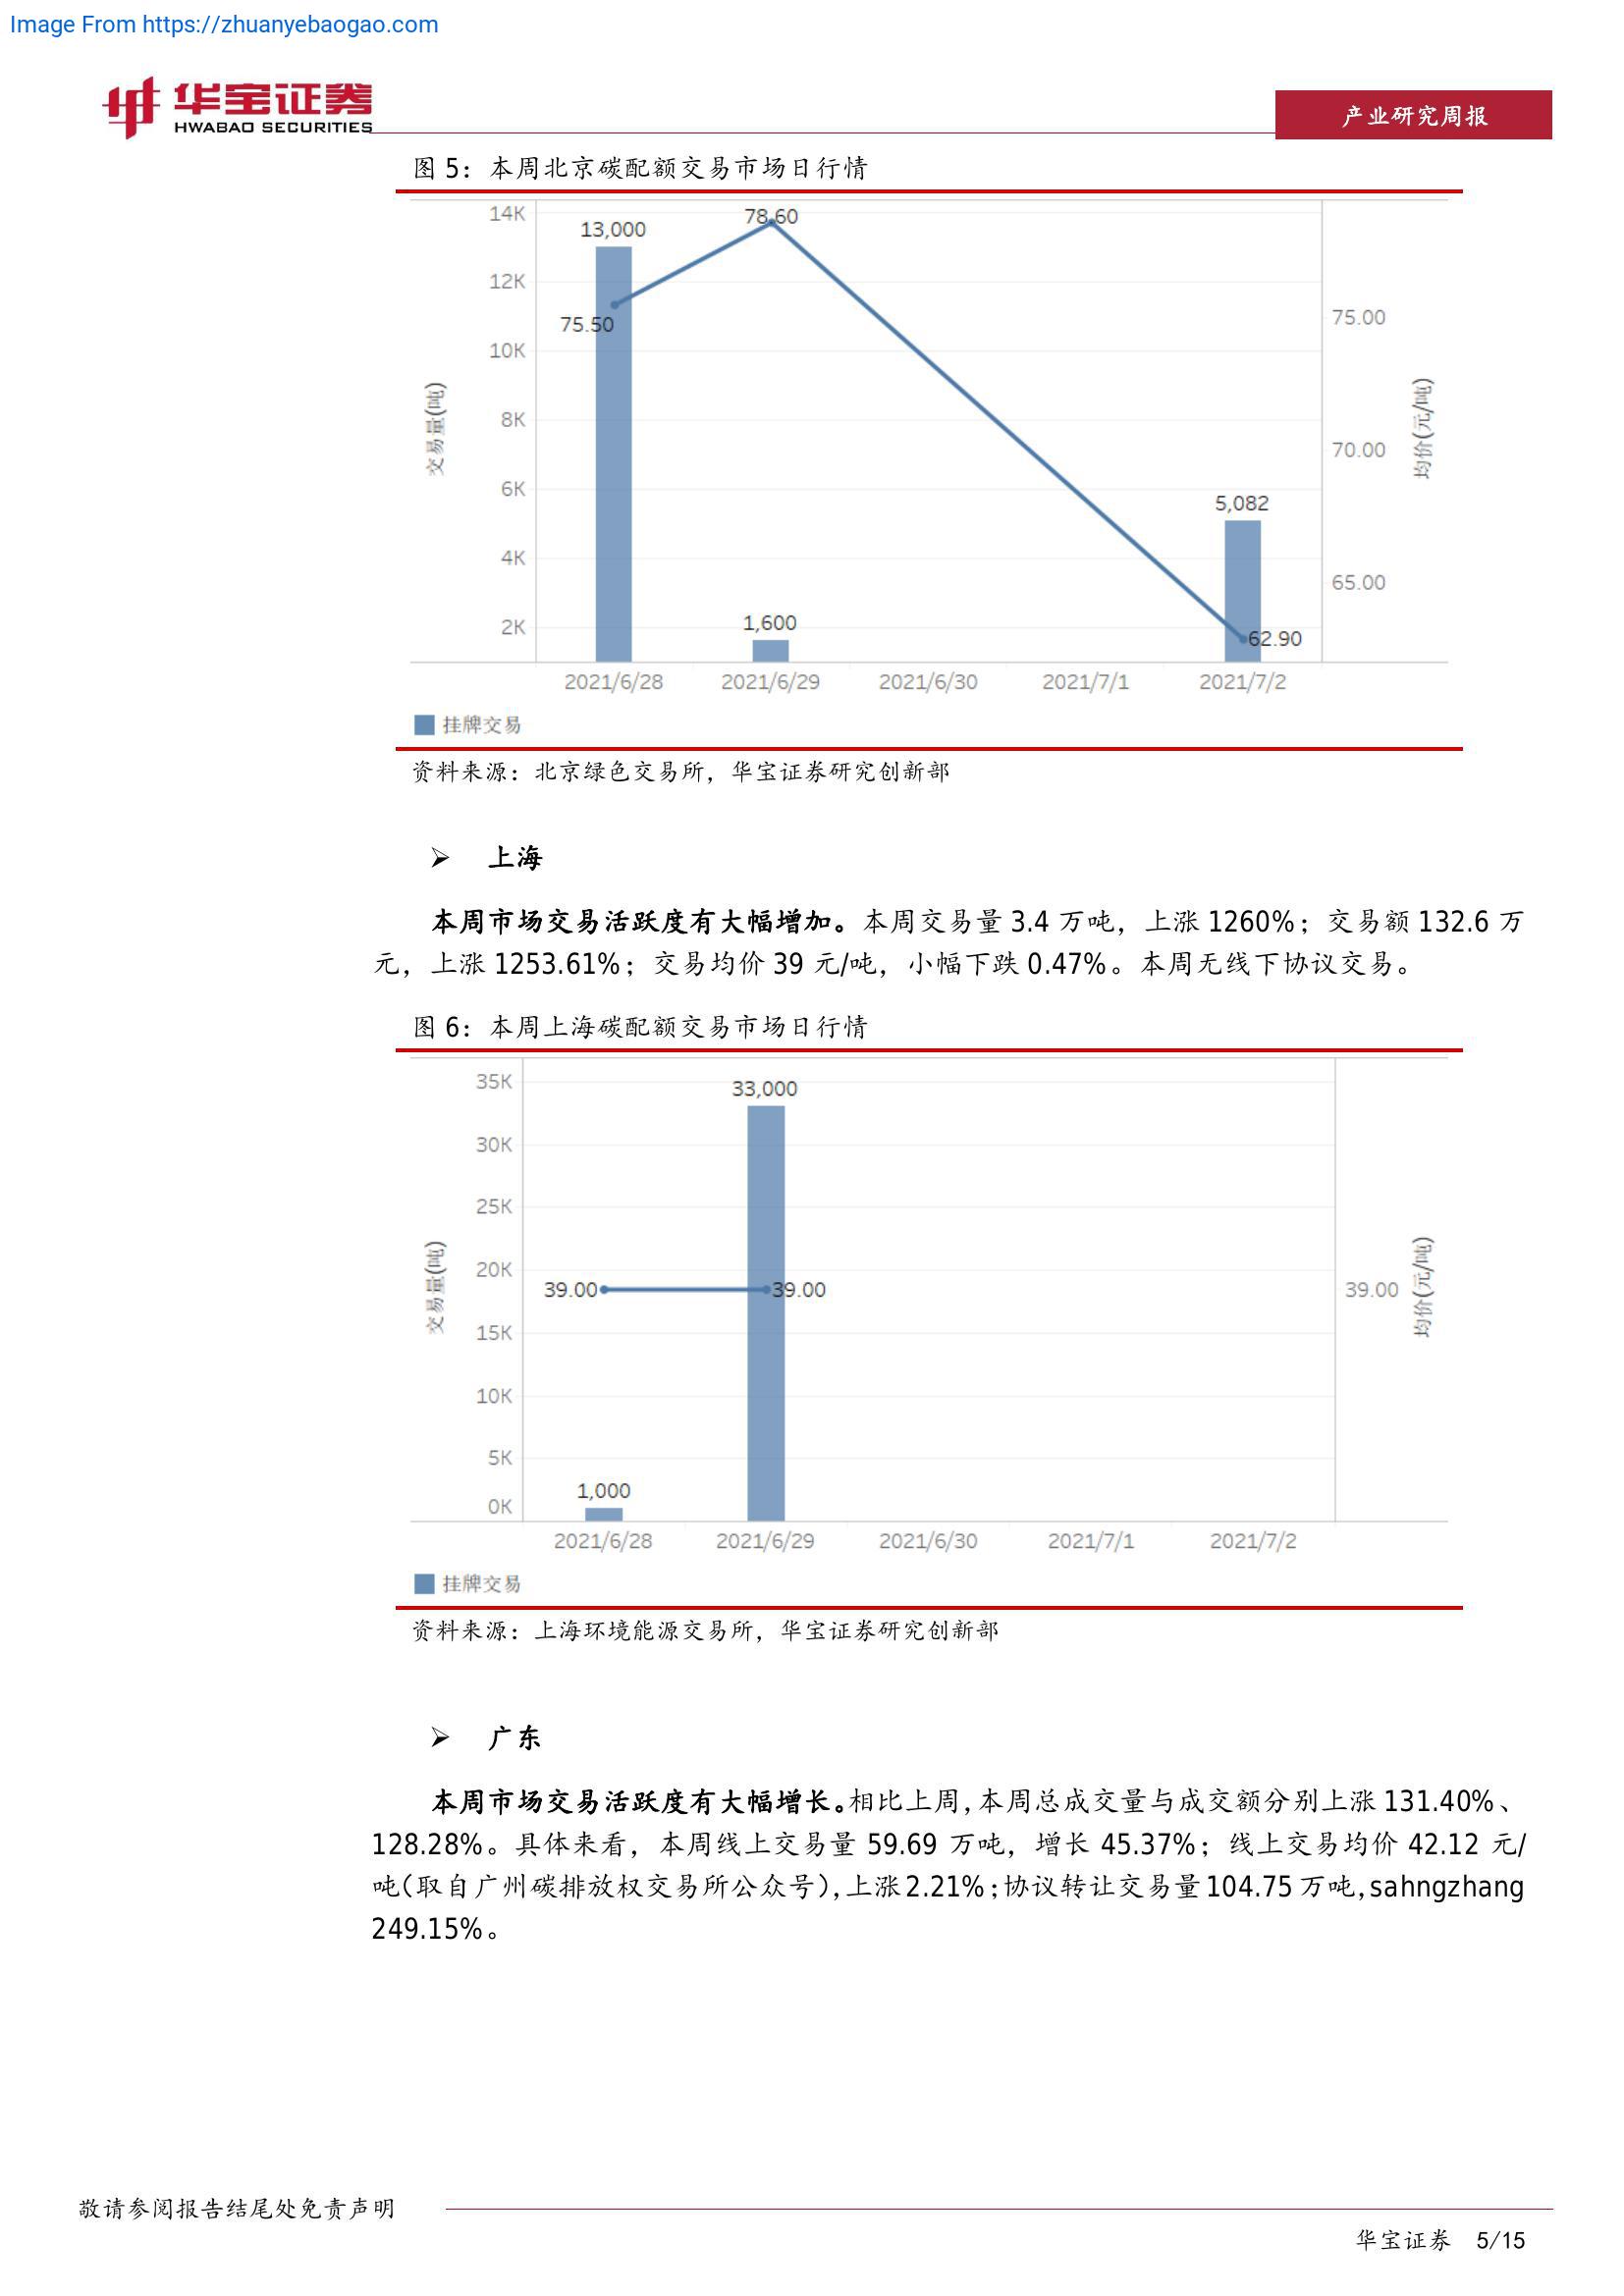 Image From https://zhuanyebaogao.com
华宝证券
HWABAO SECURITIES
产业研究周报
图 5：本周北京碳配额交易市场日行情
14K
12K
10K
8K
6K
4K
2K
交易量(吨)
13,000
75.50
78.60
1,600
5,082
62.90
75.00
70.00
65.00
均价(元/吨)
2021/6/28 2021/6/29 2021/6/30 2021/7/1 2021/7/2
挂牌交易
资料来源：北京绿色交易所，华宝证券研究创新部
➢ 上海
本周市场交易活跃度有大幅增加。本周交易量 3.4 万吨，上涨 1260%；交易额 132.6 万
元，上涨 1253.61%；交易均价 39 元/吨，小幅下跌 0.47%。本周无线下协议交易。
图 6：本周上海碳配额交易市场日行情
35K
30K
25K
20K
15K
10K
5K
0K
交易量(吨)
33,000
39.00
39.00
1,000
39.00
均价(元/吨)
2021/6/28 2021/6/29 2021/6/30 2021/7/1 2021/7/2
挂牌交易
资料来源：上海环境能源交易所，华宝证券研究创新部
➢ 广东
本周市场交易活跃度有大幅增长。相比上周，本周总成交量与成交额分别上涨 131.40%、
128.28%。具体来看，本周线上交易量 59.69 万吨，增长 45.37%；线上交易均价 42.12 元/
吨（取自广州碳排放权交易所公众号），上涨 2.21%；协议转让交易量 104.75 万吨，sahngzhang
249.15%。
敬请参阅报告结尾处免责声明
华宝证券 5/15